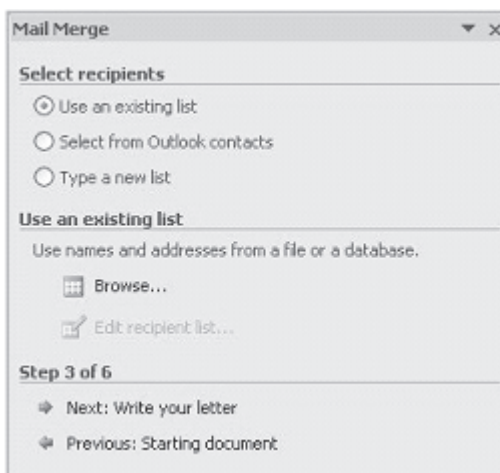 Mail Merge
Select recipients
Use an existing list
Select from Outlook contacts
Type a new list
Use an existing list
Use names and addresses from a file or a database.
Browse...
Edit recipient list...
Step 3 of 6
Next: Write your letter
Previous: Starting document